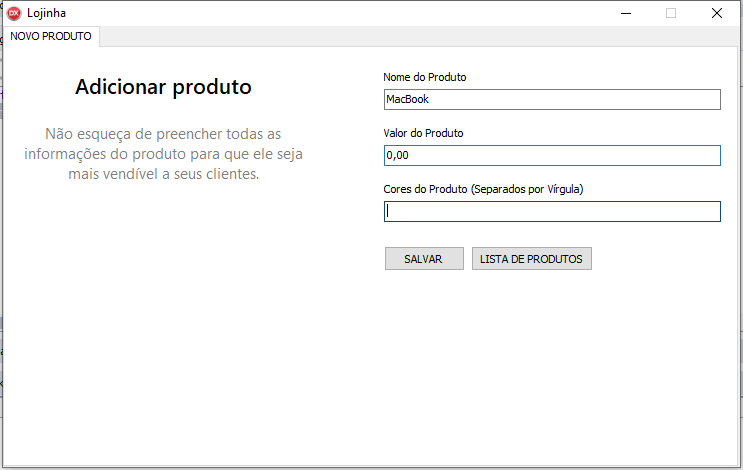 DX Lojinha
NOVO PRODUTO
Adicionar produto
Não esqueça de preencher todas as
informações do produto para que ele seja
mais vendível a seus clientes.
Nome do Produto
MacBook
Valor do Produto
0,00
Cores do Produto (Separados por Vírgula)
SALVAR
LISTA DE PRODUTOS